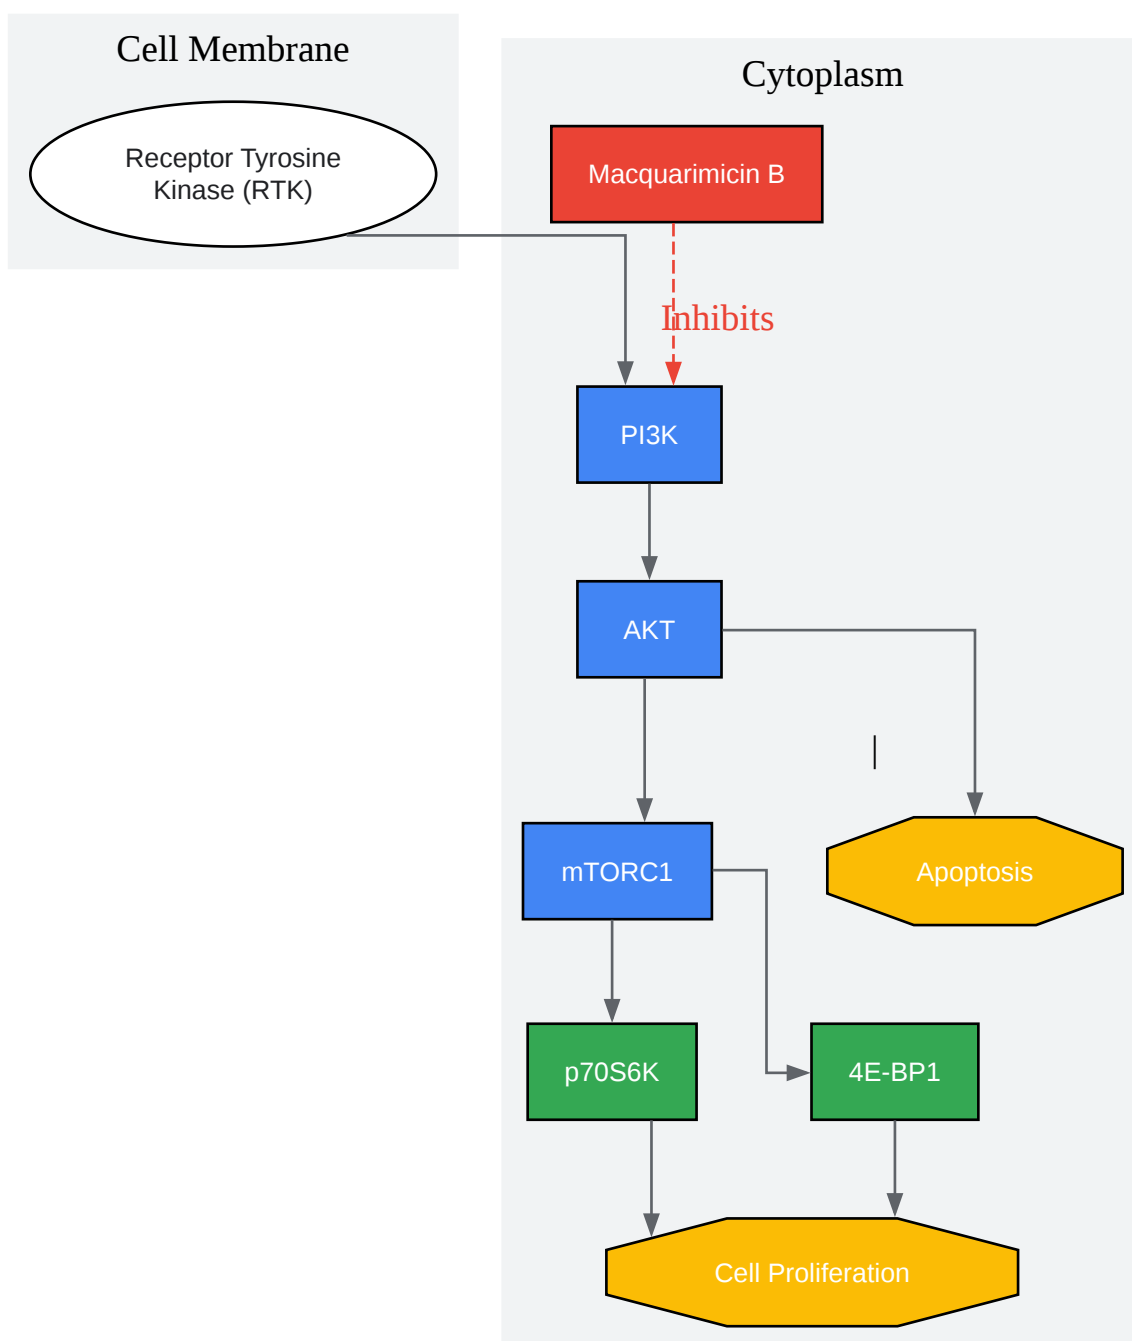 Cell Membrane
Receptor Tyrosine
Kinase (RTK)
Cytoplasm
Macquarimicin B
Inhibits
PI3K
AKT
|
mTORC1
Apoptosis
p70S6K
4E-BP1
Cell Proliferation